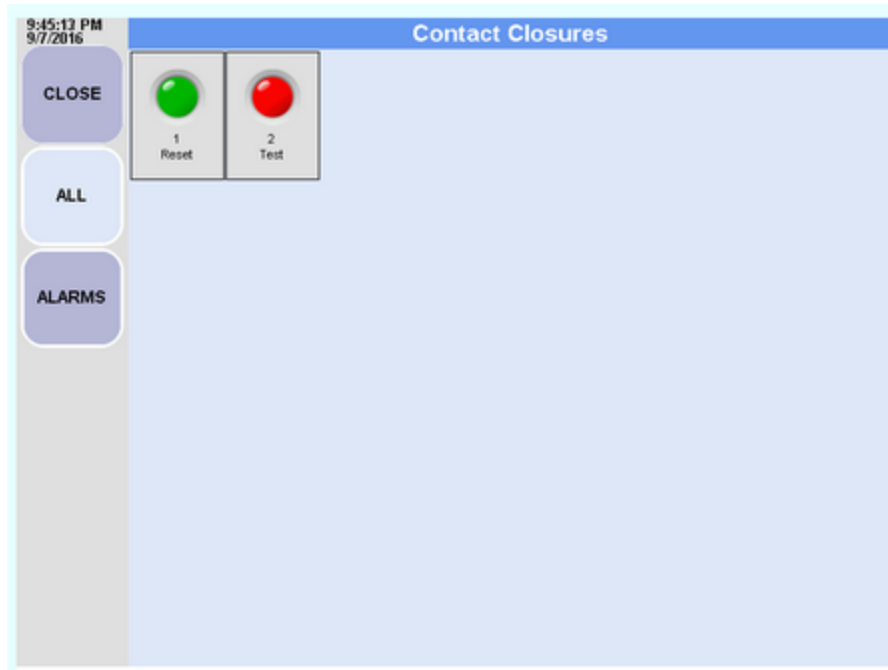 9:45:13 PM
9/7/2016
Contact Closures
CLOSE
ALL
ALARMS
1
Reset
2
Test